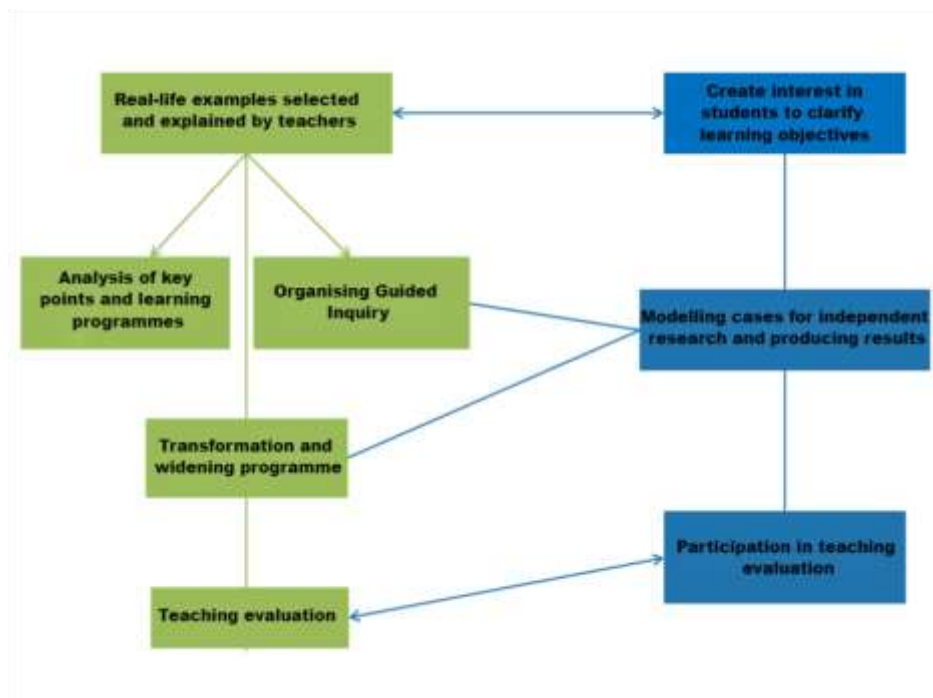 Real-life examples selected
and explained by teachers
Create interest in
students to clarify
learning objectives
Analysis of key
points and learning
programmes
Organising Guided
Inquiry
Modelling cases for independent
research and producing results
Transformation and
widening programme
Participation in teaching
evaluation
Teaching evaluation